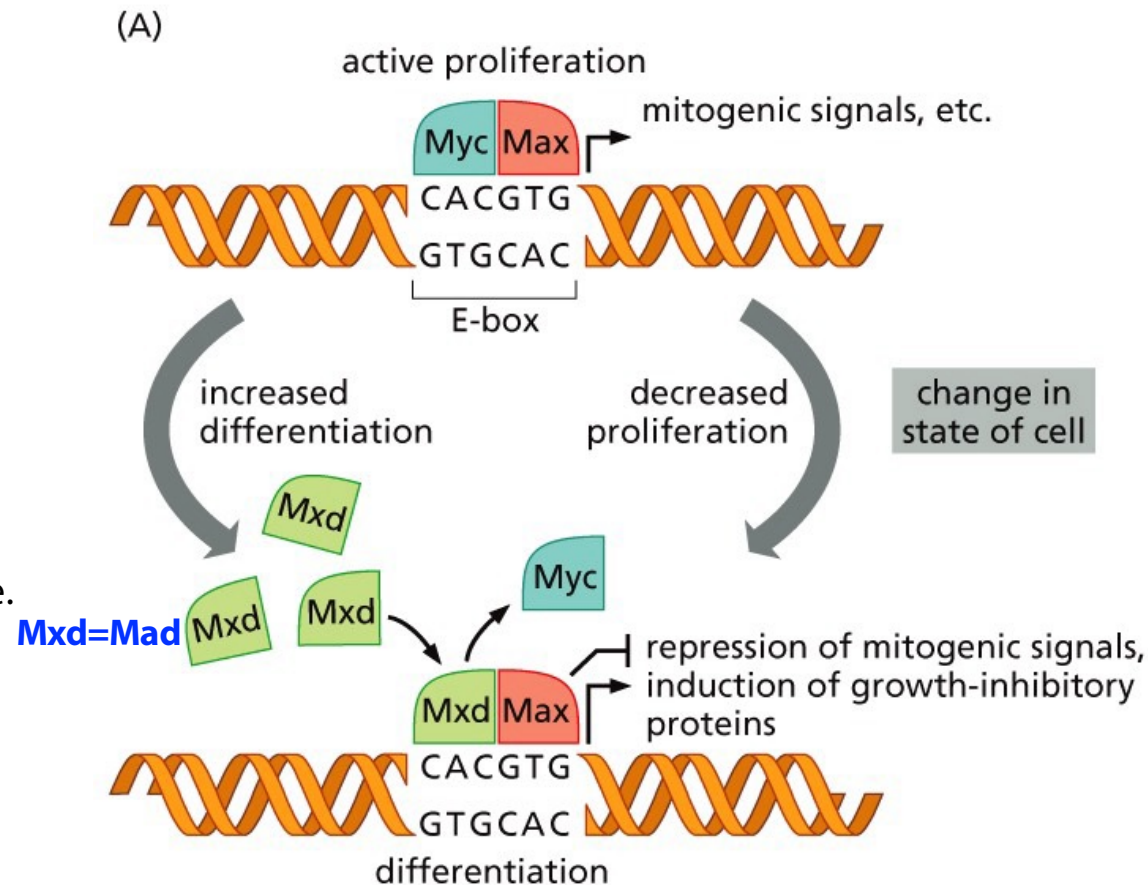 (A)
active proliferation
mitogenic signals, etc.
Myc Max
CACGTG
GTGCAC
E-box
increased
differentiation
decreased
proliferation
change in
state of cell
Mxd
Mxd
Mxd
Myc
e.
Mxd=Mad
repression of mitogenic signals,
induction of growth-inhibitory
proteins
Mxd Max
CACGTG
GTGCAC
differentiation